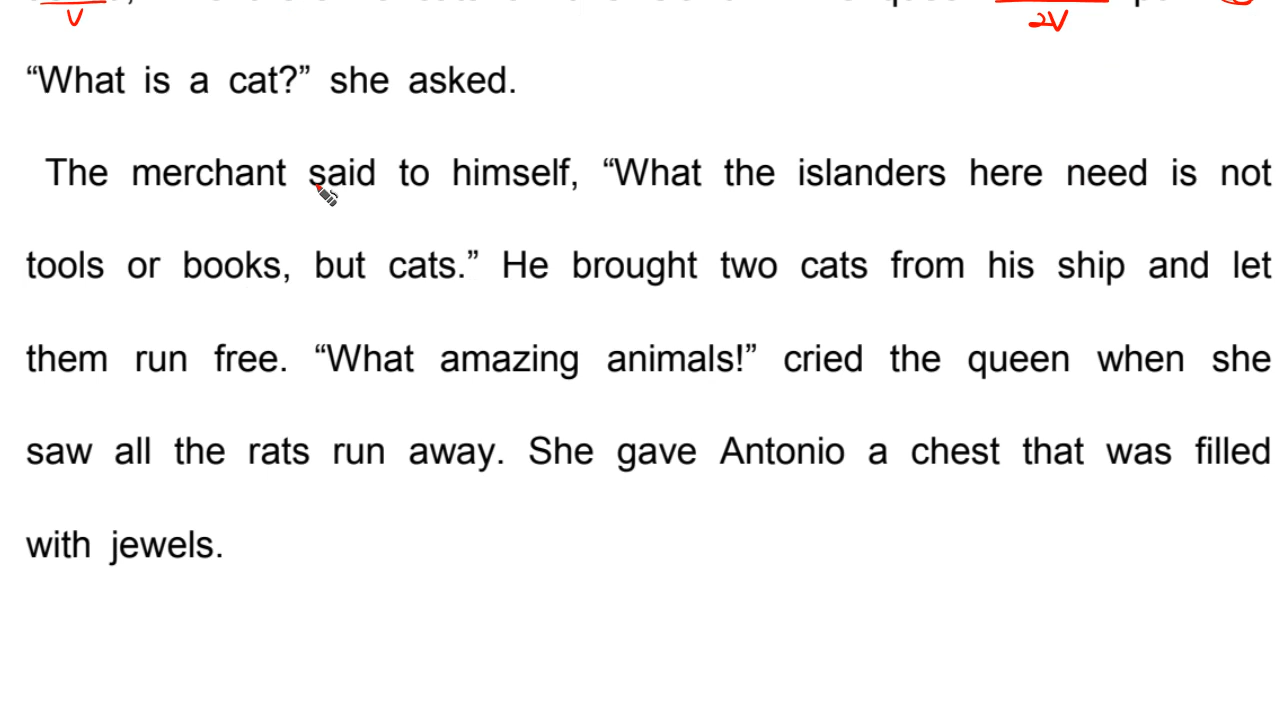 V
2V
“What is a cat?” she asked.
The merchant said to himself, “What the islanders here need is not
tools or books, but cats.” He brought two cats from his ship and let
them run free. “What amazing animals!” cried the queen when she
saw all the rats run away. She gave Antonio a chest that was filled
with jewels.